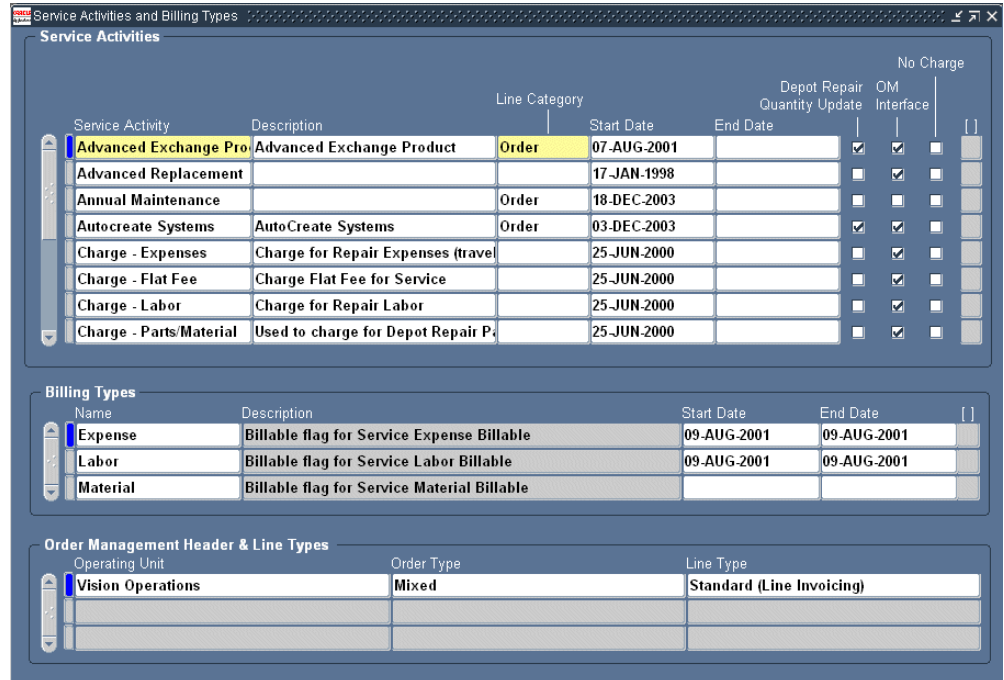 Service Activities and Billing Types
Service Activities
No Charge
Depot Repair OM
Line Category Quantity Update Interface
Service Activity Description Start Date End Date [ ]
Advanced Exchange Pro Advanced Exchange Product Order 07-AUG-2001
Advanced Replacement 17-JAN-1998
Annual Maintenance Order 18-DEC-2003
Autocreate Systems AutoCreate Systems Order 03-DEC-2003
Charge - Expenses Charge for Repair Expenses (travel 25-JUN-2000
Charge - Flat Fee Charge Flat Fee for Service 25-JUN-2000
Charge - Labor Charge for Repair Labor 25-JUN-2000
Charge - Parts/Material Used to charge for Depot Repair Pa 25-JUN-2000
Billing Types
Name Description Start Date End Date [ ]
Expense Billable flag for Service Expense Billable 09-AUG-2001 09-AUG-2001
Labor Billable flag for Service Labor Billable 09-AUG-2001 09-AUG-2001
Material Billable flag for Service Material Billable
Order Management Header & Line Types
Operating Unit Order Type Line Type
Vision Operations Mixed Standard (Line Invoicing)